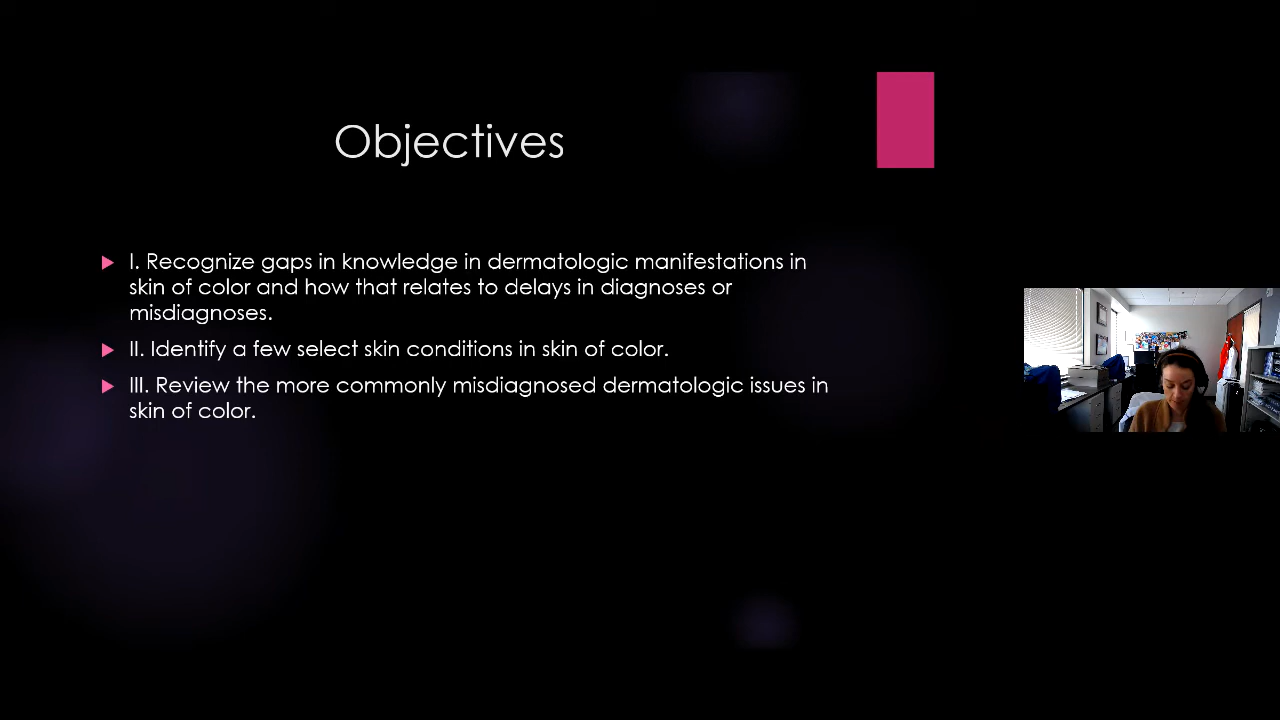 Objectives
I. Recognize gaps in knowledge in dermatologic manifestations in
skin of color and how that relates to delays in diagnoses or
misdiagnoses.
II. Identify a few select skin conditions in skin of color.
III. Review the more commonly misdiagnosed dermatologic issues in
skin of color.